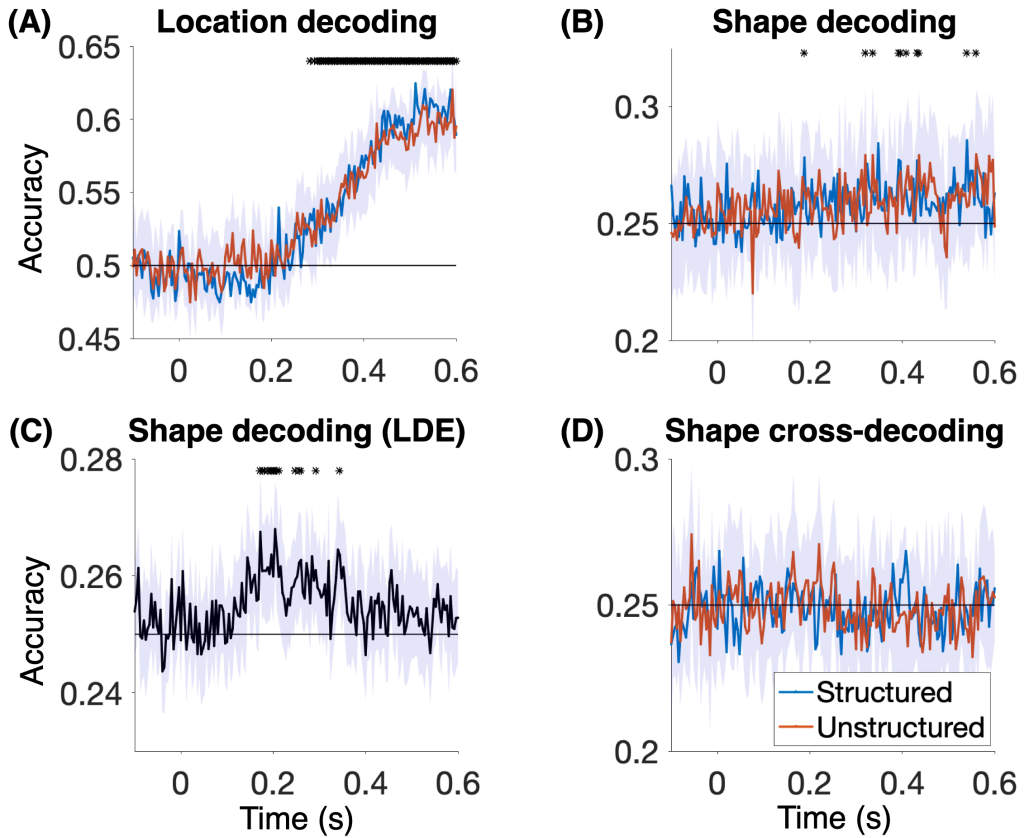 (A) Location decoding
0.65
0.6
0.55
0.5
0.45
Accuracy
0 0.2 0.4 0.6
(B) Shape decoding
0.3
0.25
0.2
0 0.2 0.4 0.6
(C) Shape decoding (LDE)
0.28
0.26
0.24
Accuracy
0 0.2 0.4 0.6
Time (s)
(D) Shape cross-decoding
0.3
0.25
0.2
Structured
Unstructured
0 0.2 0.4 0.6
Time (s)